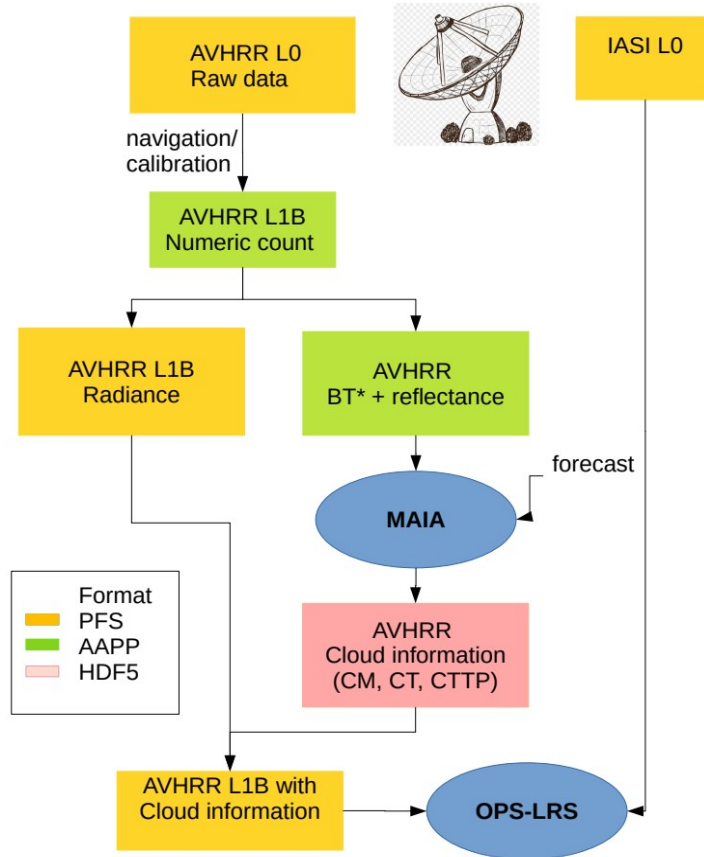 AVHRR L0
Raw data
IASI L0
navigation/
calibration
AVHRR L1B
Numeric count
AVHRR L1B
Radiance
AVHRR
BT* + reflectance
forecast
MAIA
Format
PFS
AAPP
HDF5
AVHRR
Cloud information
(CM, CT, CTTP)
AVHRR L1B with
Cloud information
OPS-LRS